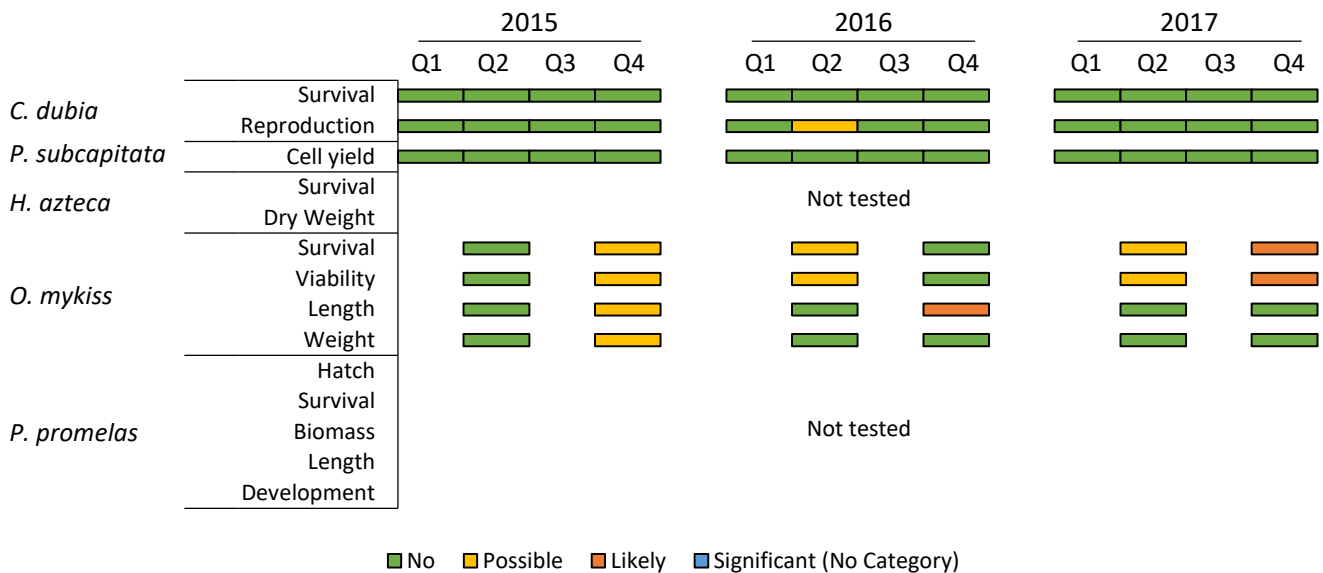 2015 2016 2017
Q1 Q2 Q3 Q4 Q1 Q2 Q3 Q4 Q1 Q2 Q3 Q4
C. dubia
Survival
Reproduction
P. subcapitata
Cell yield
H. azteca
Survival
Dry Weight
Not tested
O. mykiss
Survival
Viability
Length
Weight
P. promelas
Hatch
Survival
Biomass
Length
Development
Not tested
No Possible Likely Significant (No Category)